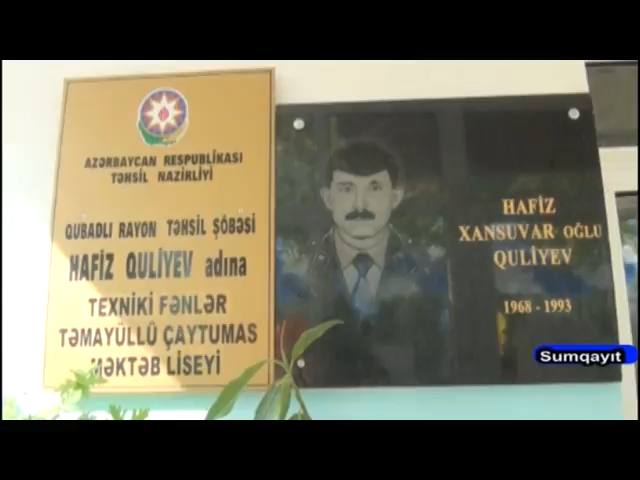 AZƏRBAYCAN RESPUBLİKASI
TƏHSİL NAZİRLİYİ
QUBADLI RAYON TƏHSİL ŞÖBƏSİ
HAFİZ QULİYEV adına
TEXNİKİ FƏNLƏR
TƏMAYÜLLÜ ÇAYTUMAS
MƏKTƏB LİSEYİ
HAFİZ
XANSUVAR OĞLU
QULİYEV
1968 - 1993
Sumqayıt